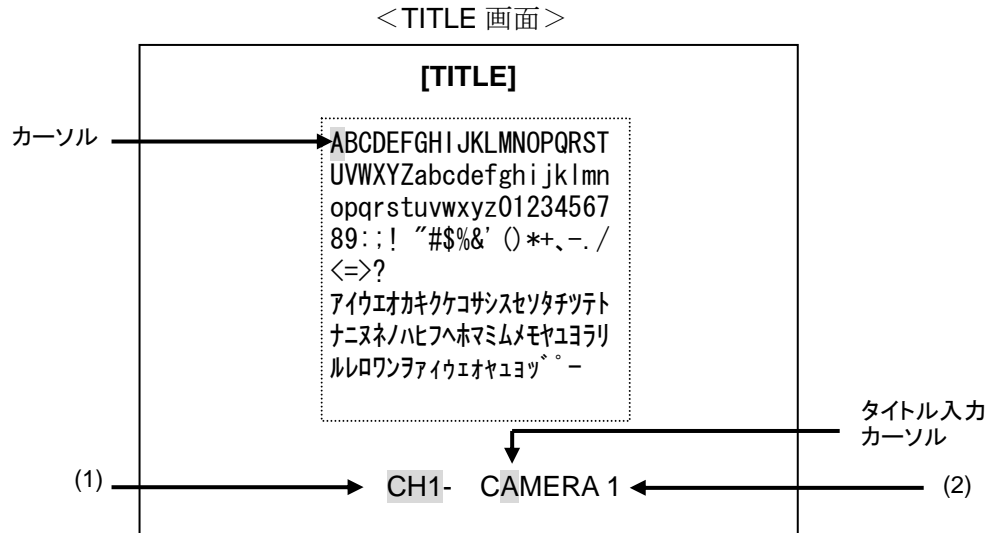 ＜TITLE 画面＞
[TITLE]
カーソル
ABCDEFGHIJKLMNOPQRST
UVWXYZabcdefghijklmn
opqrstuvwxyz01234567
89:;! "#$%&' ()*+､-./
<=>?
ｱｲｳｴｵｶｷｸｹｺｻｼｽｾｿﾀﾁﾂﾃﾄ
ﾅﾆﾇﾈﾉﾊﾋﾌﾍﾎﾏﾐﾑﾒﾓﾔﾕﾖﾗﾘ
ﾙﾚﾛﾜﾝｦｧｨｩｪｫｬｭｮｯﾞﾟｰ
タイトル入力
カーソル
(1)
CH1- CAMERA 1
(2)